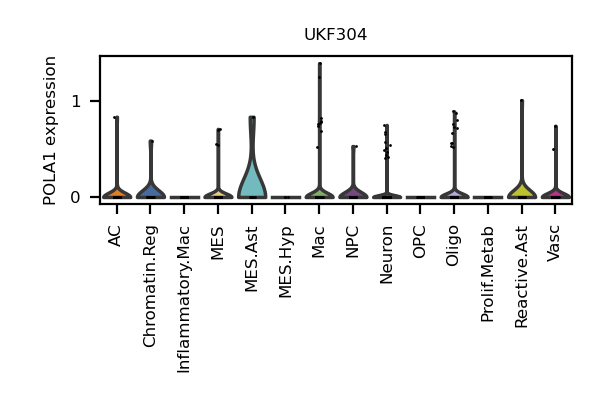 UKF304
POLA1 expression
1
0
AC
Chromatin.Reg
Inflammatory.Mac
MES
MES.Ast
MES.Hyp
Mac
NPC
Neuron
OPC
Oligo
Prolif.Metab
Reactive.Ast
Vasc